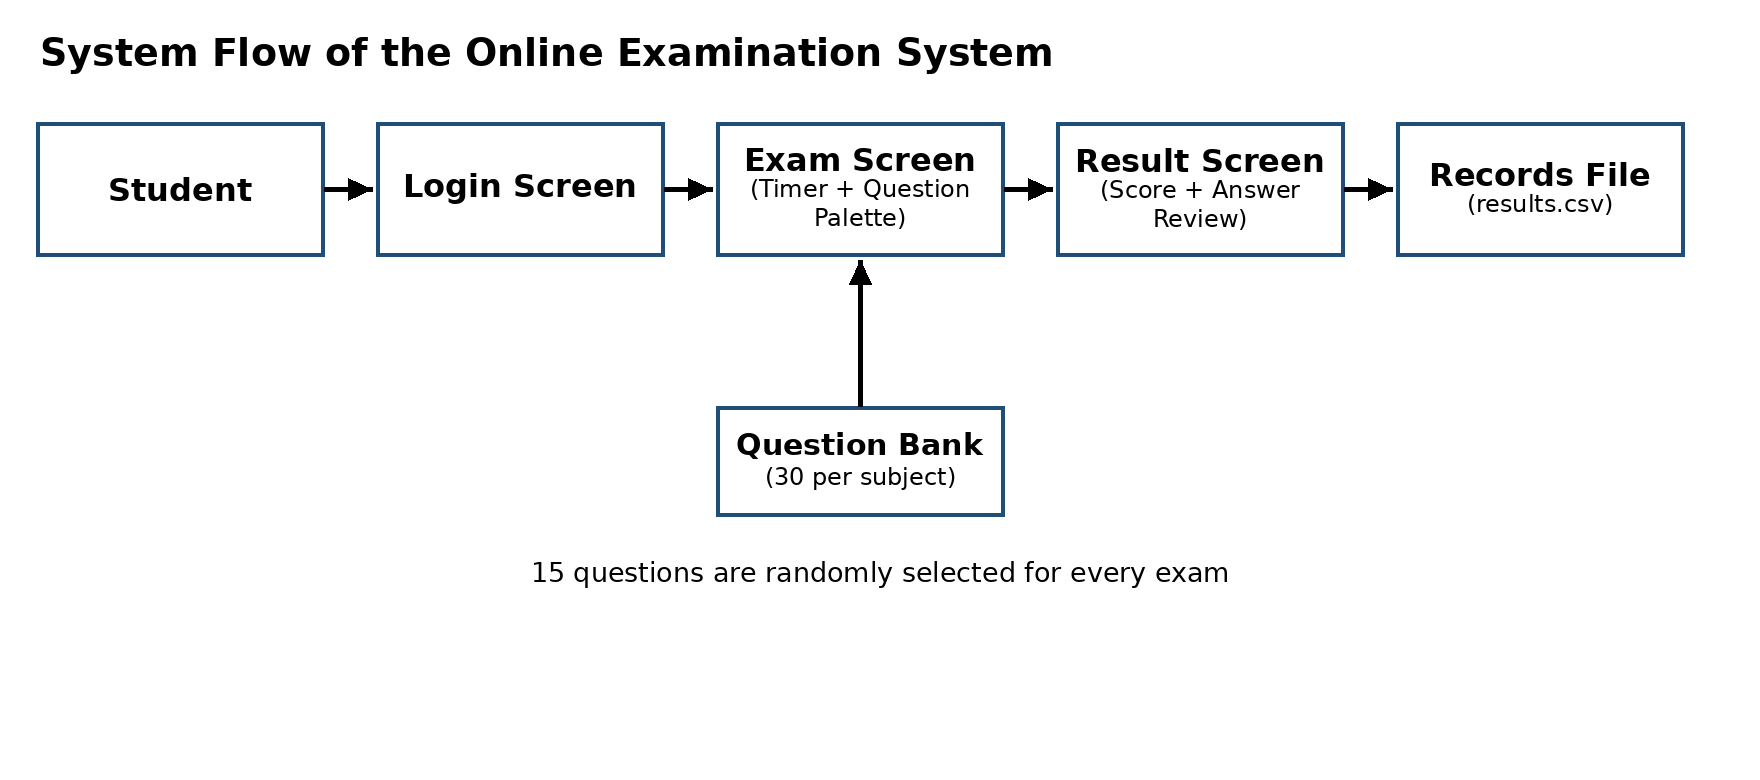 System Flow of the Online Examination System
Student
Login Screen
Exam Screen
(Timer + Question
Palette)
Result Screen
(Score + Answer
Review)
Records File
(results.csv)
Question Bank
(30 per subject)
15 questions are randomly selected for every exam